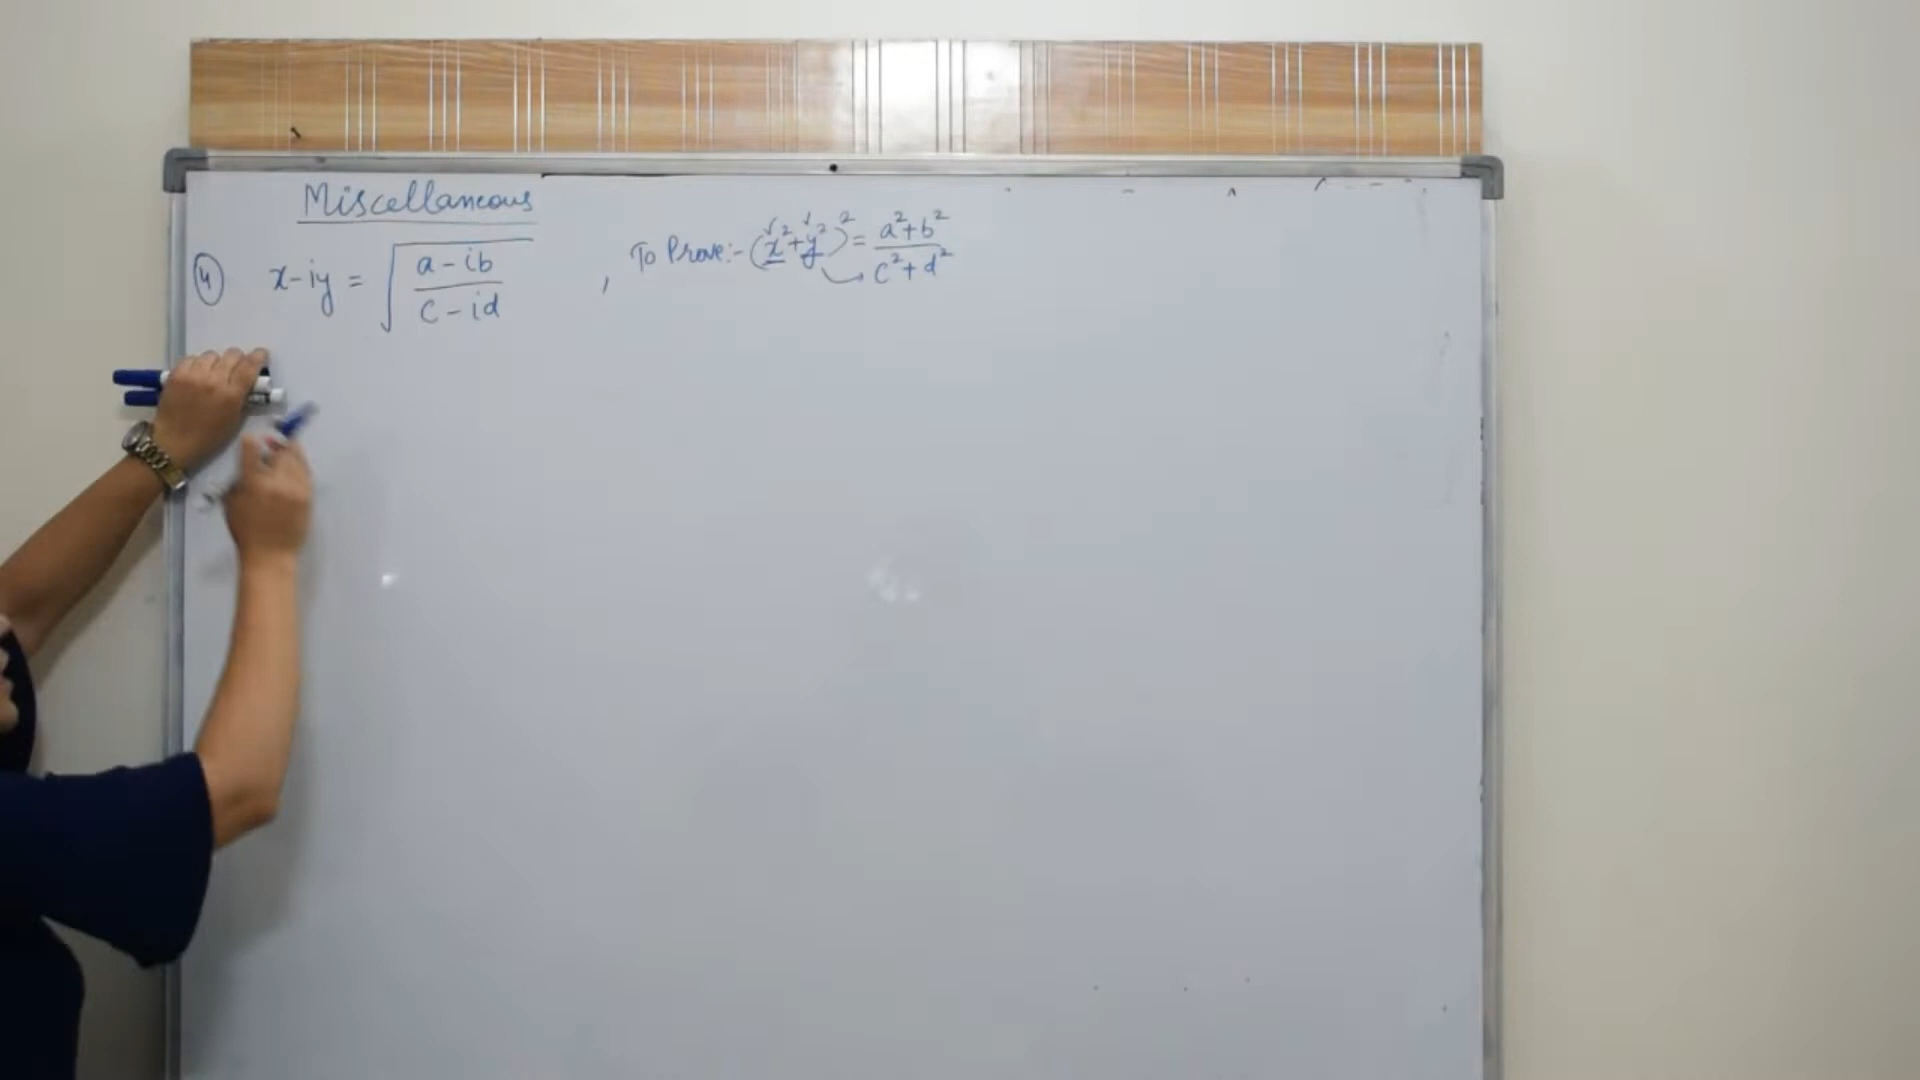 Miscellaneous
(4) x-iy = √((a-ib)/(c-id)) , To Prove:- (x²+y²)² = (a²+b²)/(c²+d²)